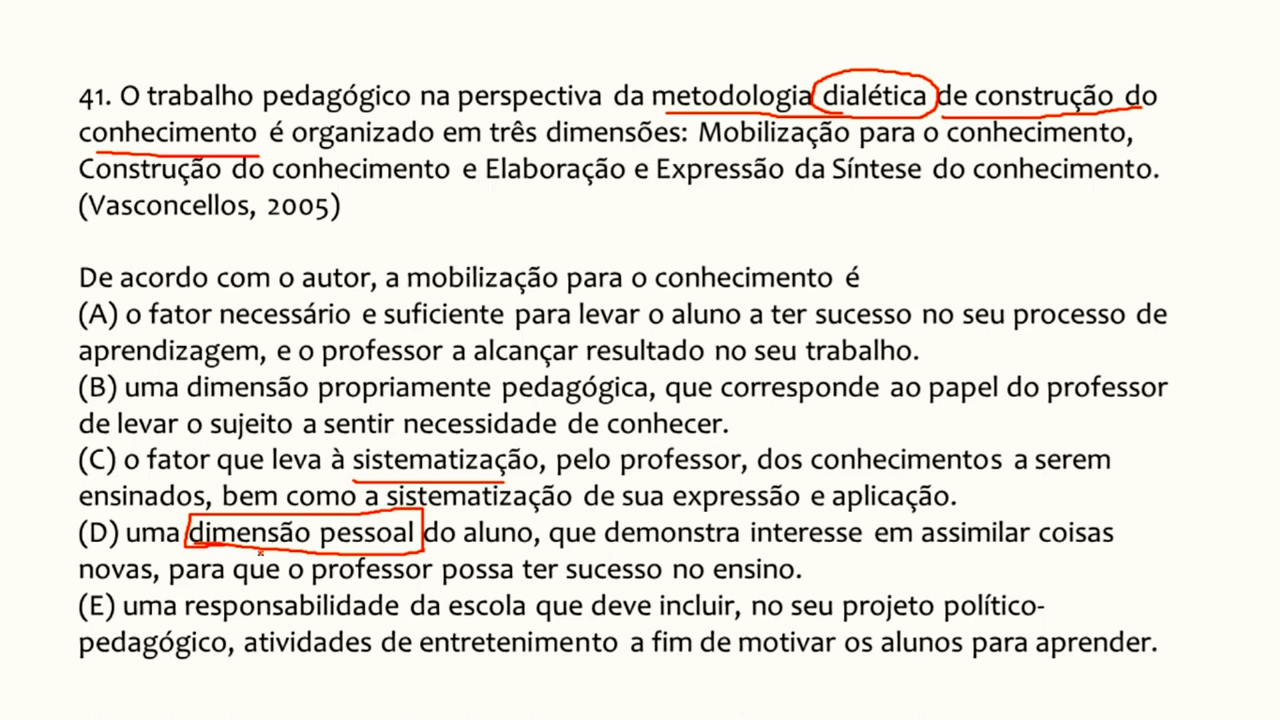 41. O trabalho pedagógico na perspectiva da metodologia dialética de construção do
conhecimento é organizado em três dimensões: Mobilização para o conhecimento,
Construção do conhecimento e Elaboração e Expressão da Síntese do conhecimento.
(Vasconcellos, 2005)
De acordo com o autor, a mobilização para o conhecimento é
(A) o fator necessário e suficiente para levar o aluno a ter sucesso no seu processo de
aprendizagem, e o professor a alcançar resultado no seu trabalho.
(B) uma dimensão propriamente pedagógica, que corresponde ao papel do professor
de levar o sujeito a sentir necessidade de conhecer.
(C) o fator que leva à sistematização, pelo professor, dos conhecimentos a serem
ensinados, bem como a sistematização de sua expressão e aplicação.
(D) uma dimensão pessoal do aluno, que demonstra interesse em assimilar coisas
novas, para que o professor possa ter sucesso no ensino.
(E) uma responsabilidade da escola que deve incluir, no seu projeto político-
pedagógico, atividades de entretenimento a fim de motivar os alunos para aprender.